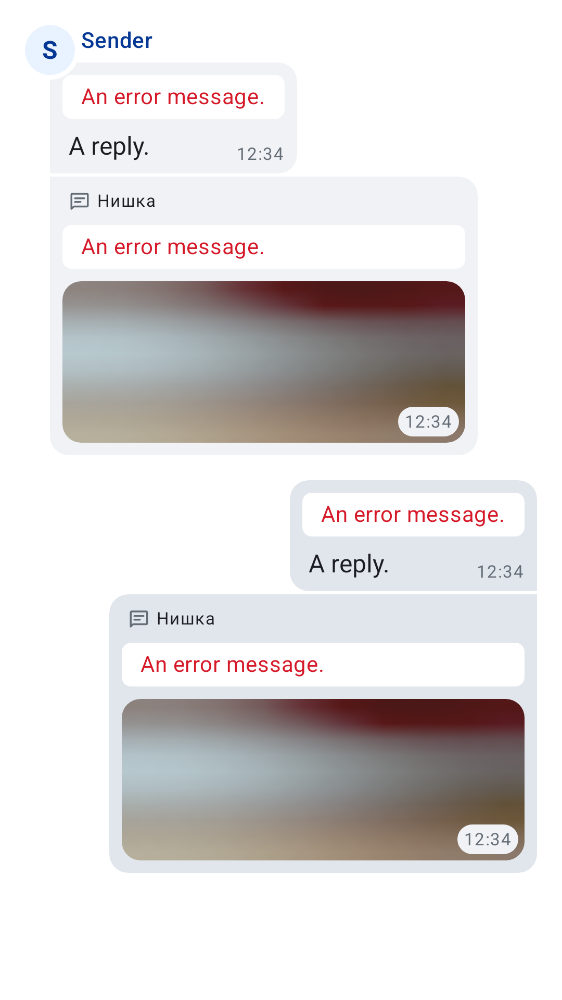 S
Sender
An error message.
A reply.
12:34
Нишка
An error message.
12:34
An error message.
A reply.
12:34
Нишка
An error message.
12:34